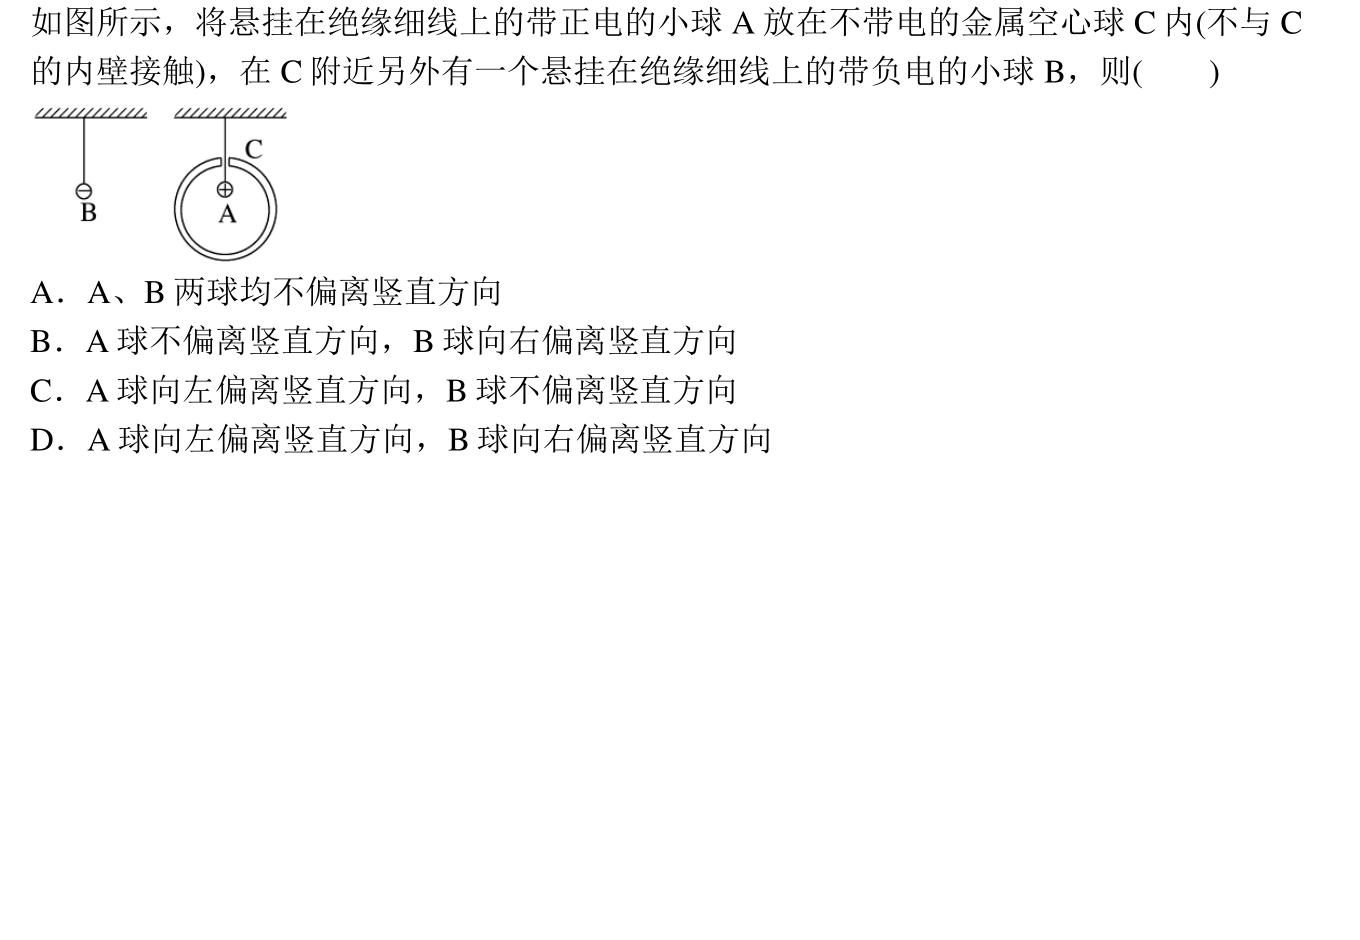 如图所示，将悬挂在绝缘细线上的带正电的小球 A 放在不带电的金属空心球 C 内(不与 C
的内壁接触)，在 C 附近另外有一个悬挂在绝缘细线上的带负电的小球 B，则(　　)
C
B
A
A．A、B 两球均不偏离竖直方向
B．A 球不偏离竖直方向，B 球向右偏离竖直方向
C．A 球向左偏离竖直方向，B 球不偏离竖直方向
D．A 球向左偏离竖直方向，B 球向右偏离竖直方向